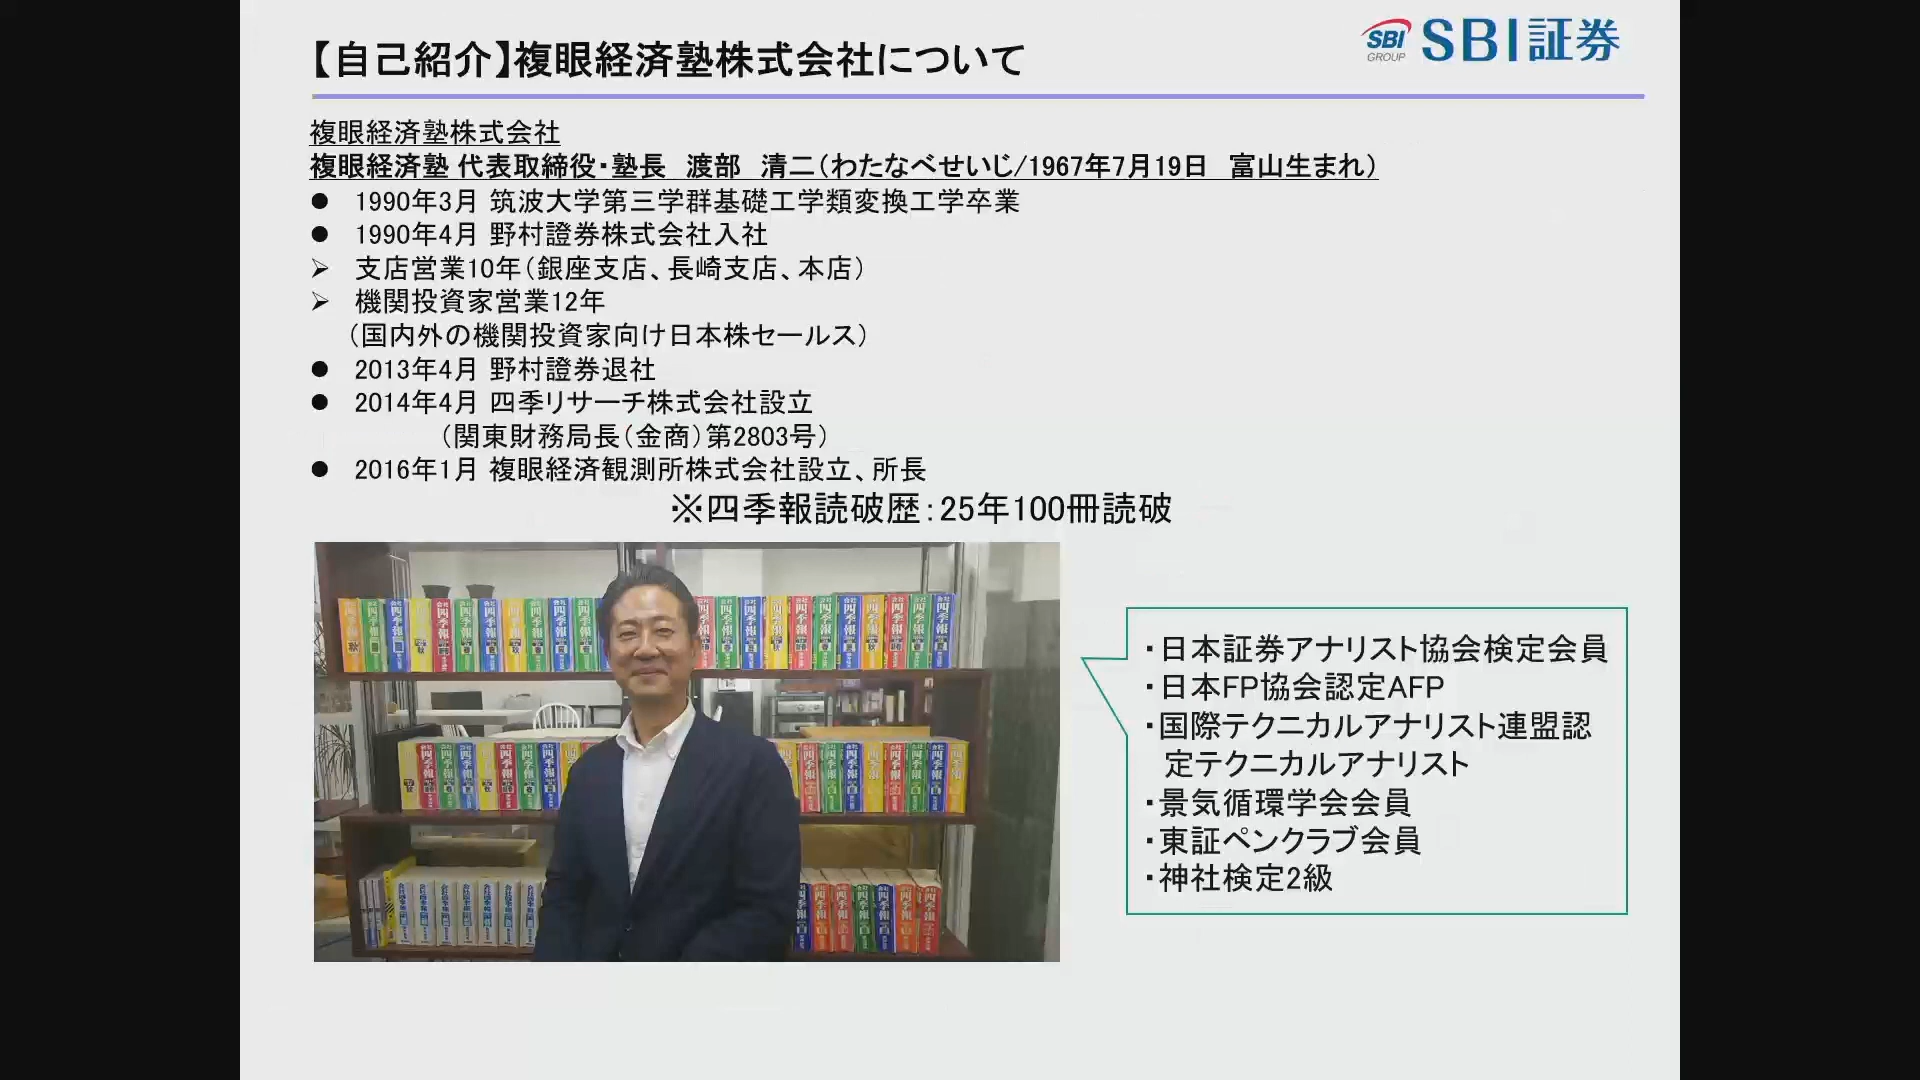 【自己紹介】複眼経済塾株式会社について
SBI GROUP SBI証券
複眼経済塾株式会社
複眼経済塾 代表取締役・塾長　渡部　清二（わたなべせいじ/1967年7月19日　富山生まれ）
● 1990年3月 筑波大学第三学群基礎工学類変換工学卒業
● 1990年4月 野村證券株式会社入社
➢ 支店営業10年（銀座支店、長崎支店、本店）
➢ 機関投資家営業12年
（国内外の機関投資家向け日本株セールス）
● 2013年4月 野村證券退社
● 2014年4月 四季リサーチ株式会社設立
（関東財務局長（金商）第2803号）
● 2016年1月 複眼経済観測所株式会社設立、所長
※四季報読破歴：25年100冊読破
・日本証券アナリスト協会検定会員
・日本FP協会認定AFP
・国際テクニカルアナリスト連盟認
定テクニカルアナリスト
・景気循環学会会員
・東証ペンクラブ会員
・神社検定2級